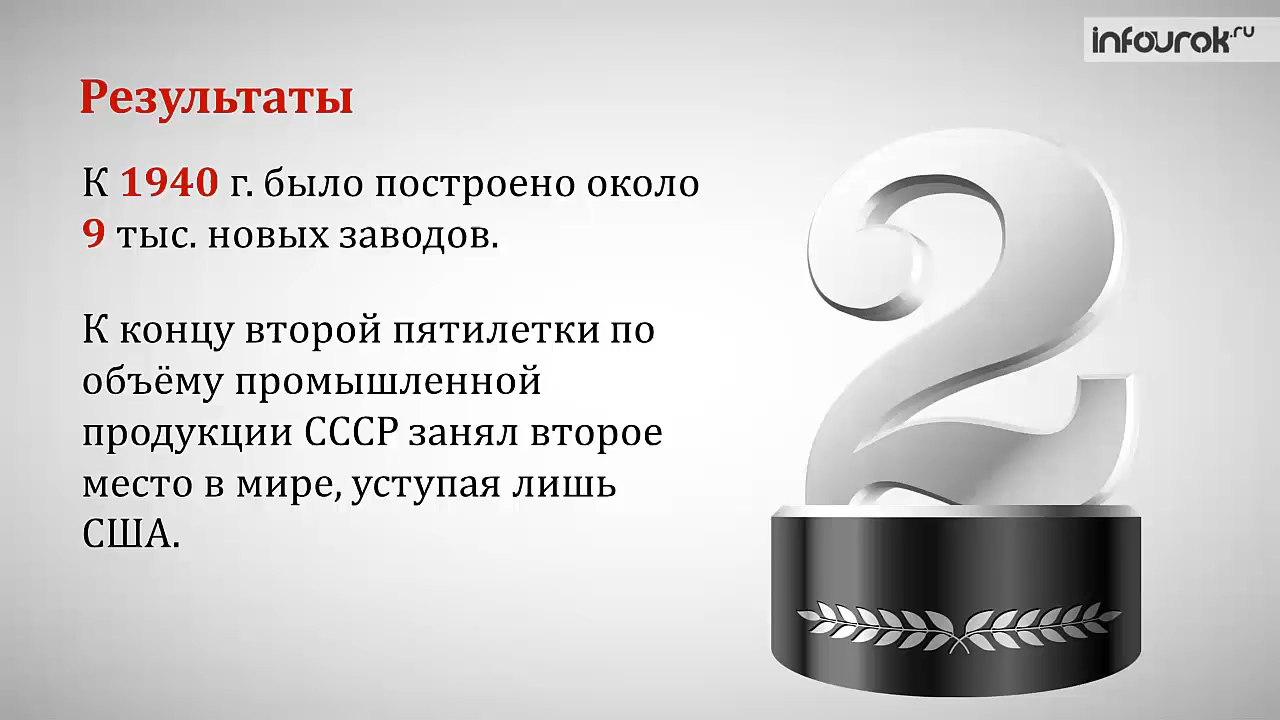 infourok.ru
Результаты
К 1940 г. было построено около
9 тыс. новых заводов.
К концу второй пятилетки по
объёму промышленной
продукции СССР занял второе
место в мире, уступая лишь
США.
2